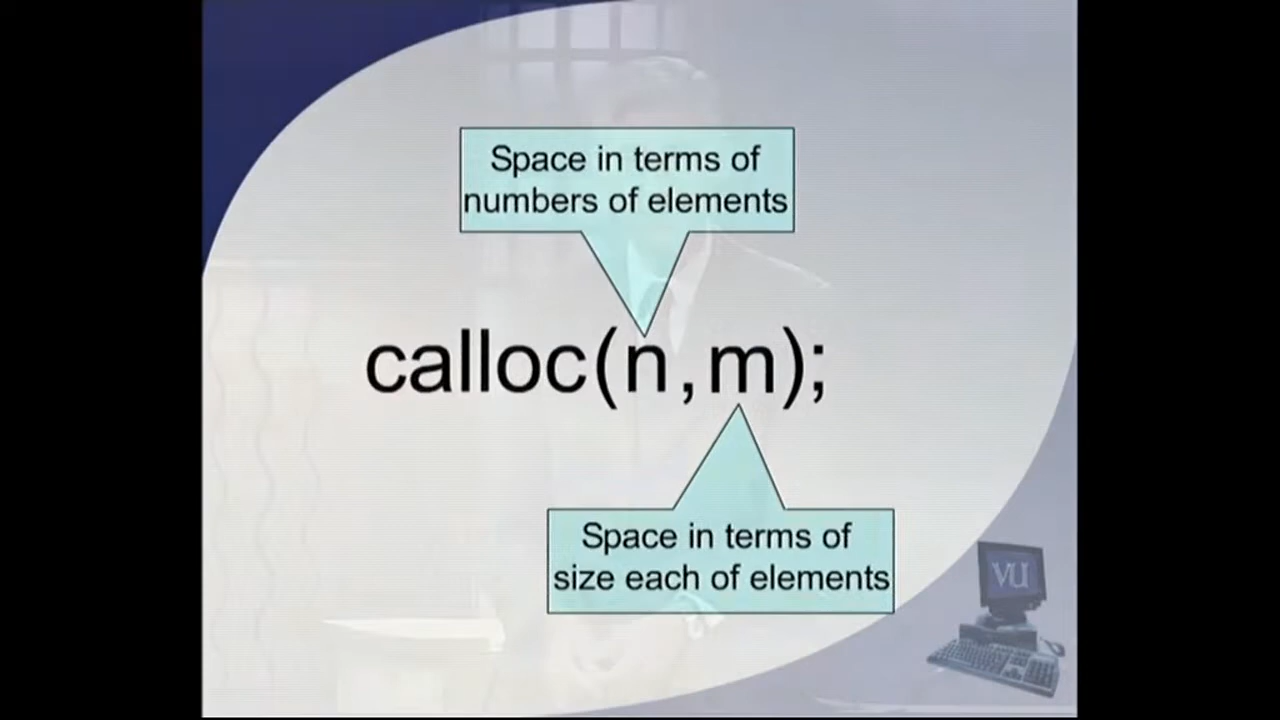 Space in terms of
numbers of elements
calloc(n,m);
Space in terms of
size each of elements
VU